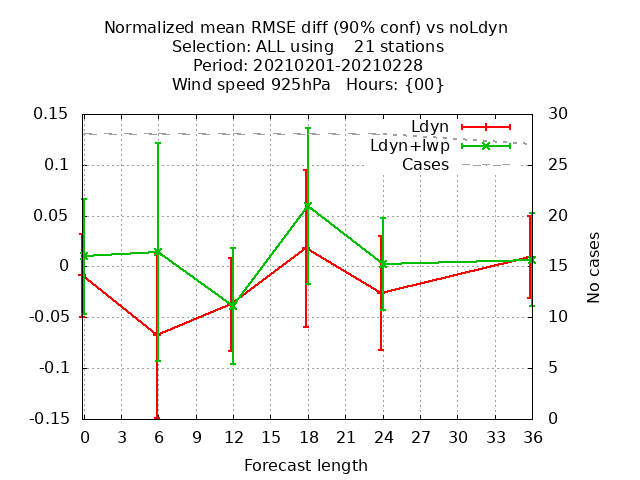 Normalized mean RMSE diff (90% conf) vs noLdyn
Selection: ALL using    21 stations
Period: 20210201-20210228
Wind speed 925hPa   Hours: {00}
0.15
0.1
0.05
0
-0.05
-0.1
-0.15
30
25
20
15
10
5
0
Ldyn
Ldyn+lwp
Cases
No cases
0 3 6 9 12 15 18 21 24 27 30 33 36
Forecast length